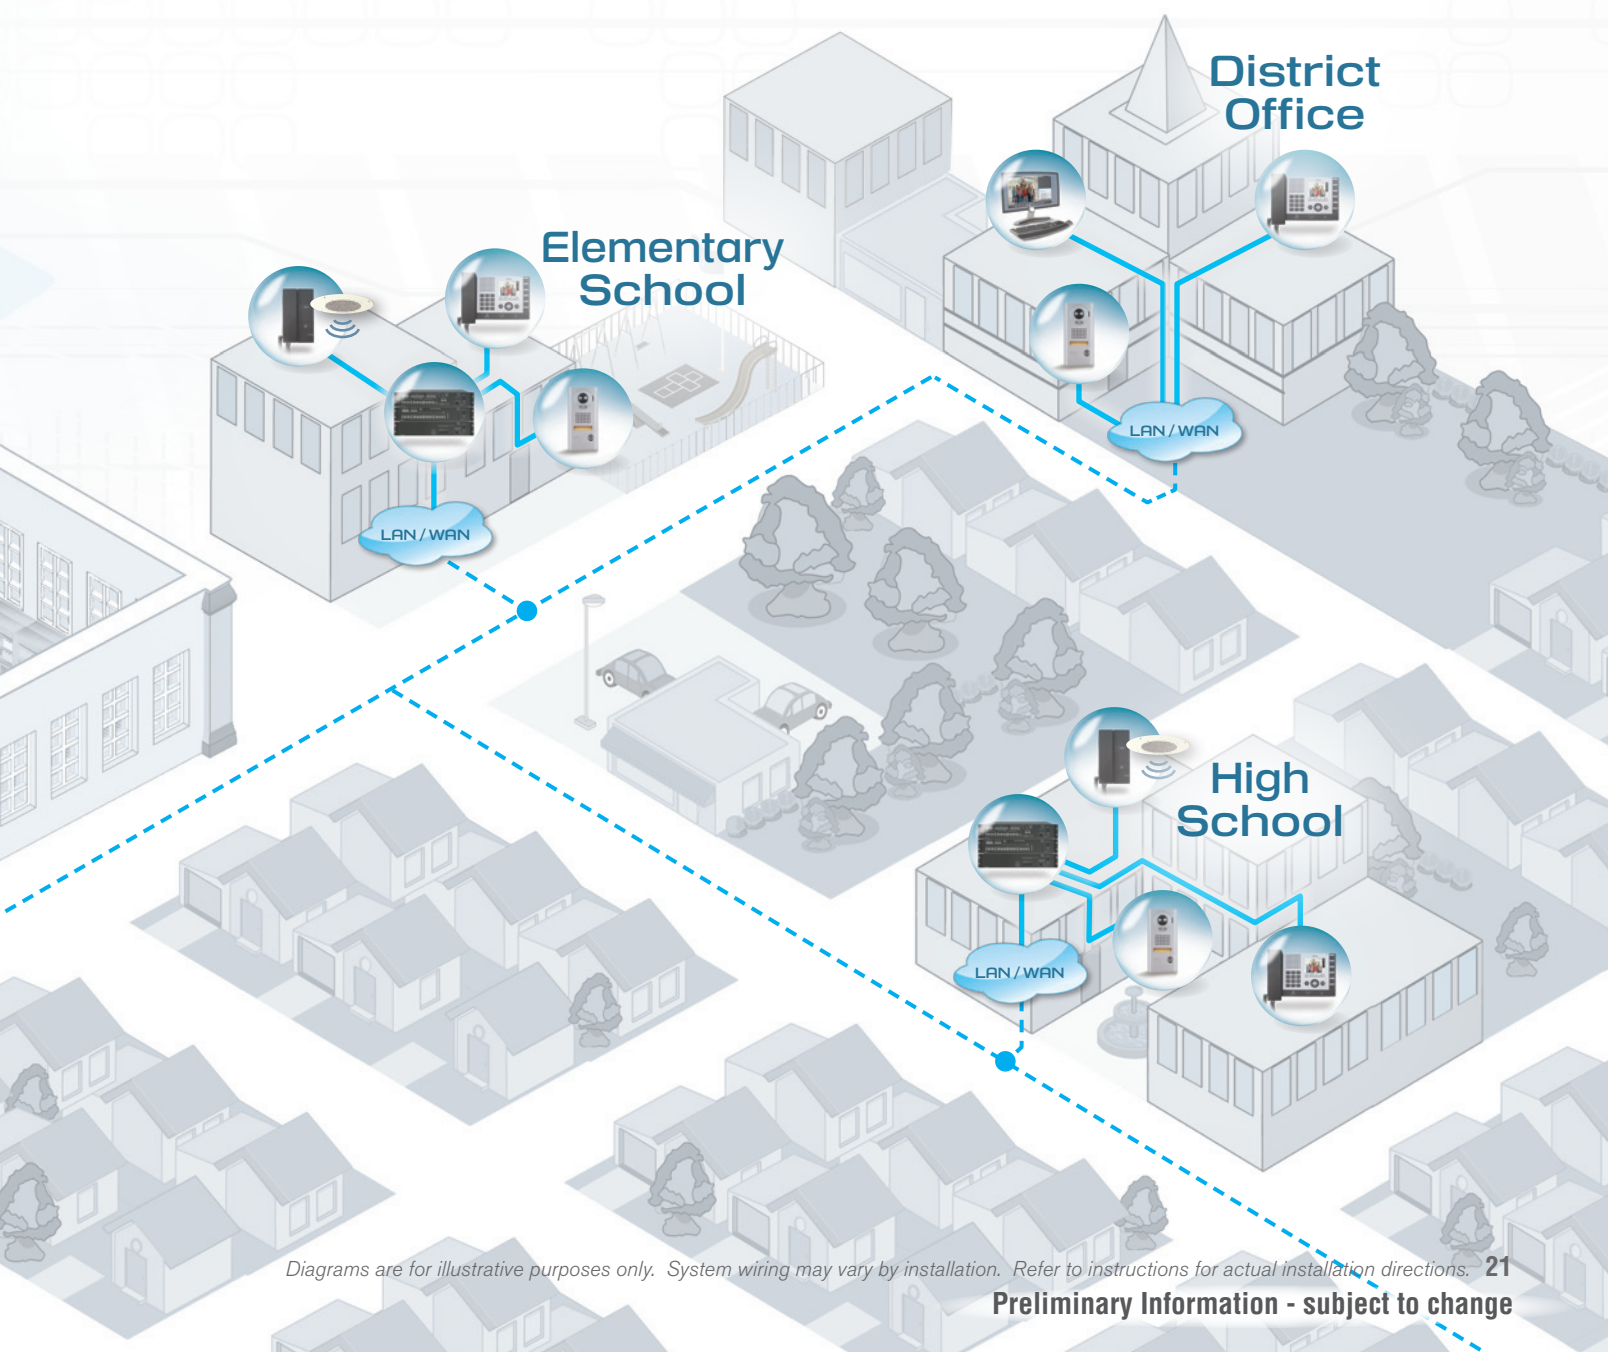 District
Office
Elementary
School
LAN / WAN
LAN / WAN
High
School
LAN / WAN
Diagrams are for illustrative purposes only.  System wiring may vary by installation.  Refer to instructions for actual installation directions. 21
Preliminary Information - subject to change